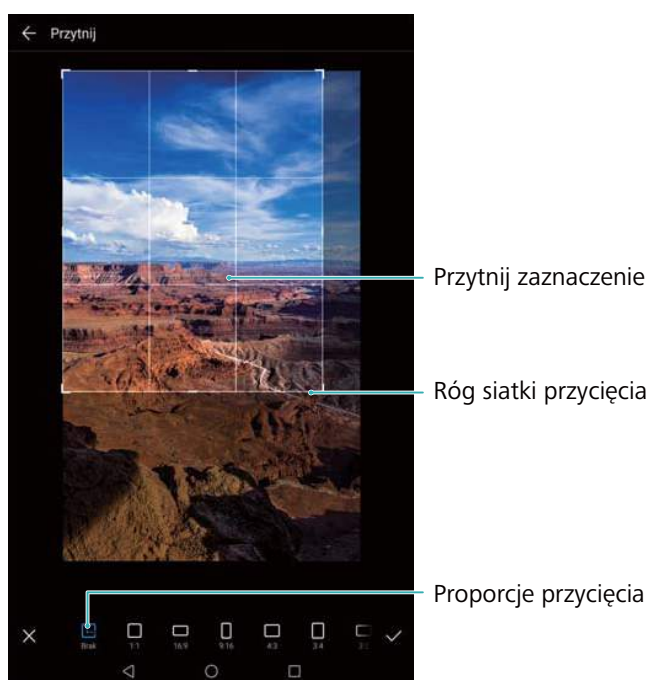 Przytnij
Przytnij zaznaczenie
Róg siatki przycięcia
Proporcje przycięcia
Brak 1:1 16:9 9:16 4:3 3:4